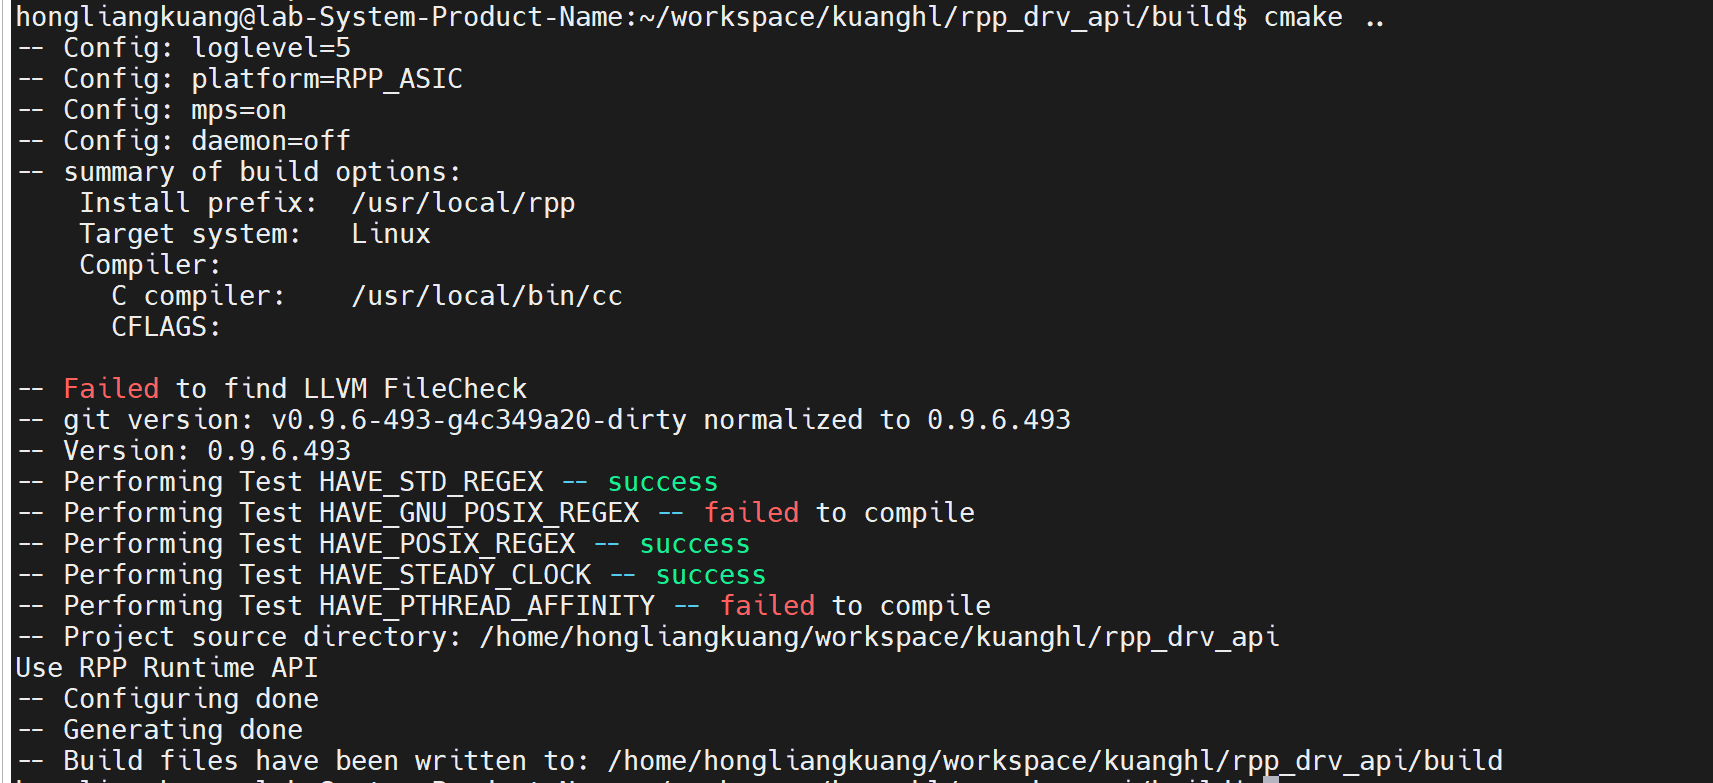 hongliangkuang@lab-System-Product-Name:~/workspace/kuanghl/rpp_drv_api/build$ cmake ..
-- Config: loglevel=5
-- Config: platform=RPP_ASIC
-- Config: mps=on
-- Config: daemon=off
-- summary of build options:
    Install prefix:  /usr/local/rpp
    Target system:   Linux
    Compiler:
      C compiler:    /usr/local/bin/cc
      CFLAGS:
-- Failed to find LLVM FileCheck
-- git version: v0.9.6-493-g4c349a20-dirty normalized to 0.9.6.493
-- Version: 0.9.6.493
-- Performing Test HAVE_STD_REGEX -- success
-- Performing Test HAVE_GNU_POSIX_REGEX -- failed to compile
-- Performing Test HAVE_POSIX_REGEX -- success
-- Performing Test HAVE_STEADY_CLOCK -- success
-- Performing Test HAVE_PTHREAD_AFFINITY -- failed to compile
-- Project source directory: /home/hongliangkuang/workspace/kuanghl/rpp_drv_api
Use RPP Runtime API
-- Configuring done
-- Generating done
-- Build files have been written to: /home/hongliangkuang/workspace/kuanghl/rpp_drv_api/build